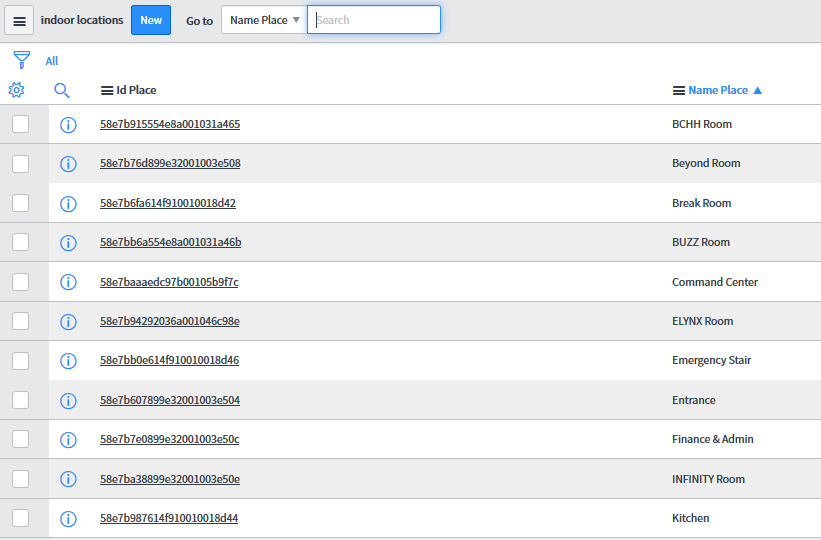 indoor locations New Go to Name Place Search
All
Id Place Name Place
58e7b915554e8a001031a465 BCHH Room
58e7b76d899e32001003e508 Beyond Room
58e7b6fa614f910010018d42 Break Room
58e7bb6a554e8a001031a46b BUZZ Room
58e7baaaedc97b00105b9f7c Command Center
58e7b94292036a001046c98e ELYNX Room
58e7bb0e614f910010018d46 Emergency Stair
58e7b607899e32001003e504 Entrance
58e7b7e0899e32001003e50c Finance & Admin
58e7ba38899e32001003e50e INFINITY Room
58e7b987614f910010018d44 Kitchen